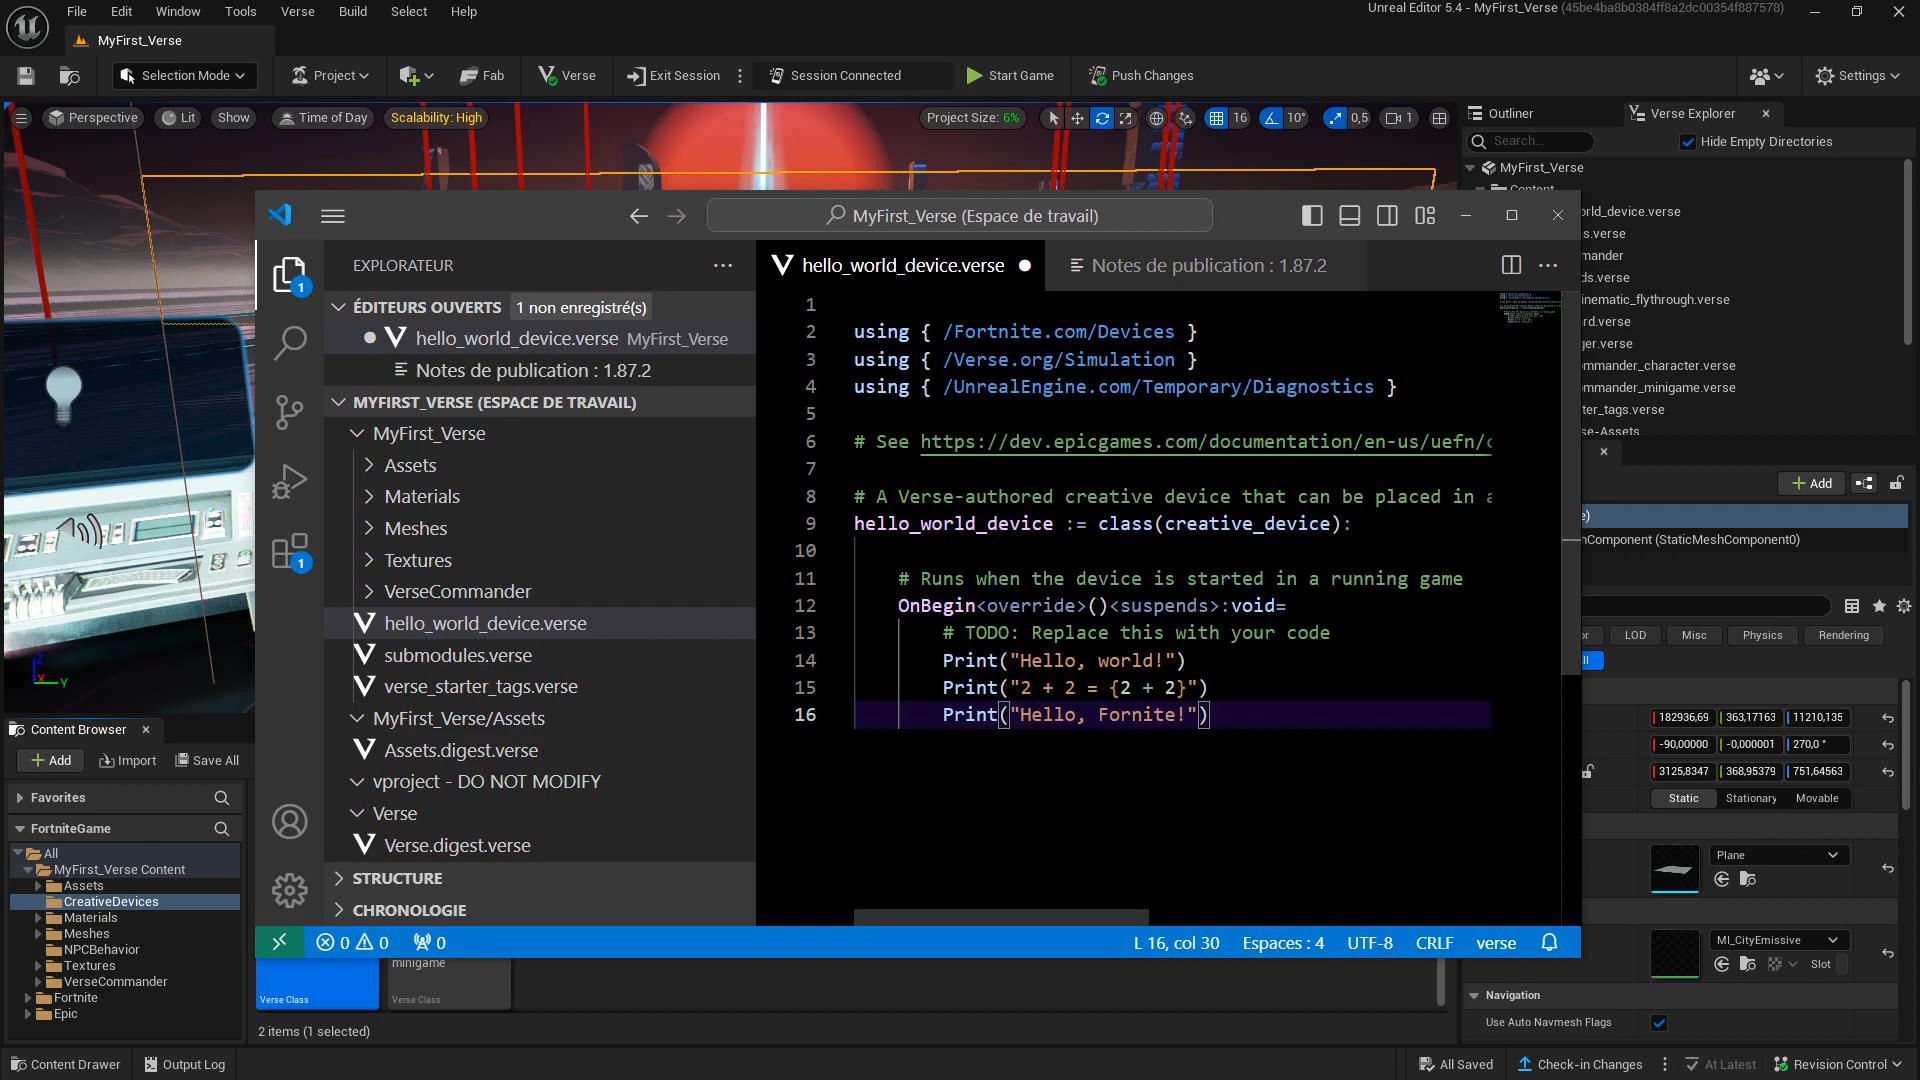 File Edit Window Tools Verse Build Select Help
Unreal Editor 5.4 - MyFirst_Verse (45be4ba8b0384ff8a2dc00354f887578)
MyFirst_Verse
Selection Mode Project Fab Verse Exit Session Session Connected Start Game Push Changes Settings
Perspective Lit Show Time of Day Scalability: High Project Size: 6% 16 10° 0,5 1
Outliner Verse Explorer
Search... Hide Empty Directories
MyFirst_Verse
Content
rld_device.verse
s.verse
mander
ds.verse
inematic_flythrough.verse
rd.verse
ger.verse
mmander_character.verse
mmander_minigame.verse
ter_tags.verse
se-Assets
MyFirst_Verse (Espace de travail)
EXPLORATEUR
1
ÉDITEURS OUVERTS 1 non enregistré(s)
hello_world_device.verse MyFirst_Verse
Notes de publication : 1.87.2
MYFIRST_VERSE (ESPACE DE TRAVAIL)
MyFirst_Verse
Assets
Materials
Meshes
Textures
1
VerseCommander
hello_world_device.verse
submodules.verse
verse_starter_tags.verse
MyFirst_Verse/Assets
Assets.digest.verse
vproject - DO NOT MODIFY
Verse
Verse.digest.verse
STRUCTURE
CHRONOLOGIE
hello_world_device.verse Notes de publication : 1.87.2
1
2 using { /Fortnite.com/Devices }
3 using { /Verse.org/Simulation }
4 using { /UnrealEngine.com/Temporary/Diagnostics }
5
6 # See https://dev.epicgames.com/documentation/en-us/uefn/
7
8 # A Verse-authored creative device that can be placed in a
9 hello_world_device := class(creative_device):
10
11 # Runs when the device is started in a running game
12 OnBegin<override>()<suspends>:void=
13 # TODO: Replace this with your code
14 Print("Hello, world!")
15 Print("2 + 2 = {2 + 2}")
16 Print("Hello, Fornite!")
0 0 0 L 16, col 30 Espaces : 4 UTF-8 CRLF verse
Add
e)
nComponent (StaticMeshComponent0)
or LOD Misc Physics Rendering
ll
182936,69 363,17163 11210,135
-90,00000 -0,000001 270,0 °
3125,8347 368,95379 751,64563
Static Stationary Movable
Plane
MI_CityEmissive
Slot
Navigation
Use Auto Navmesh Flags
Z
X
Y
Content Browser
Add Import Save All
Favorites
FortniteGame
All
MyFirst_Verse Content
Assets
CreativeDevices
Materials
Meshes
NPCBehavior
Textures
VerseCommander
Fortnite
Epic
minigame
Verse Class Verse Class
2 items (1 selected)
Content Drawer Output Log All Saved Check-in Changes At Latest Revision Control